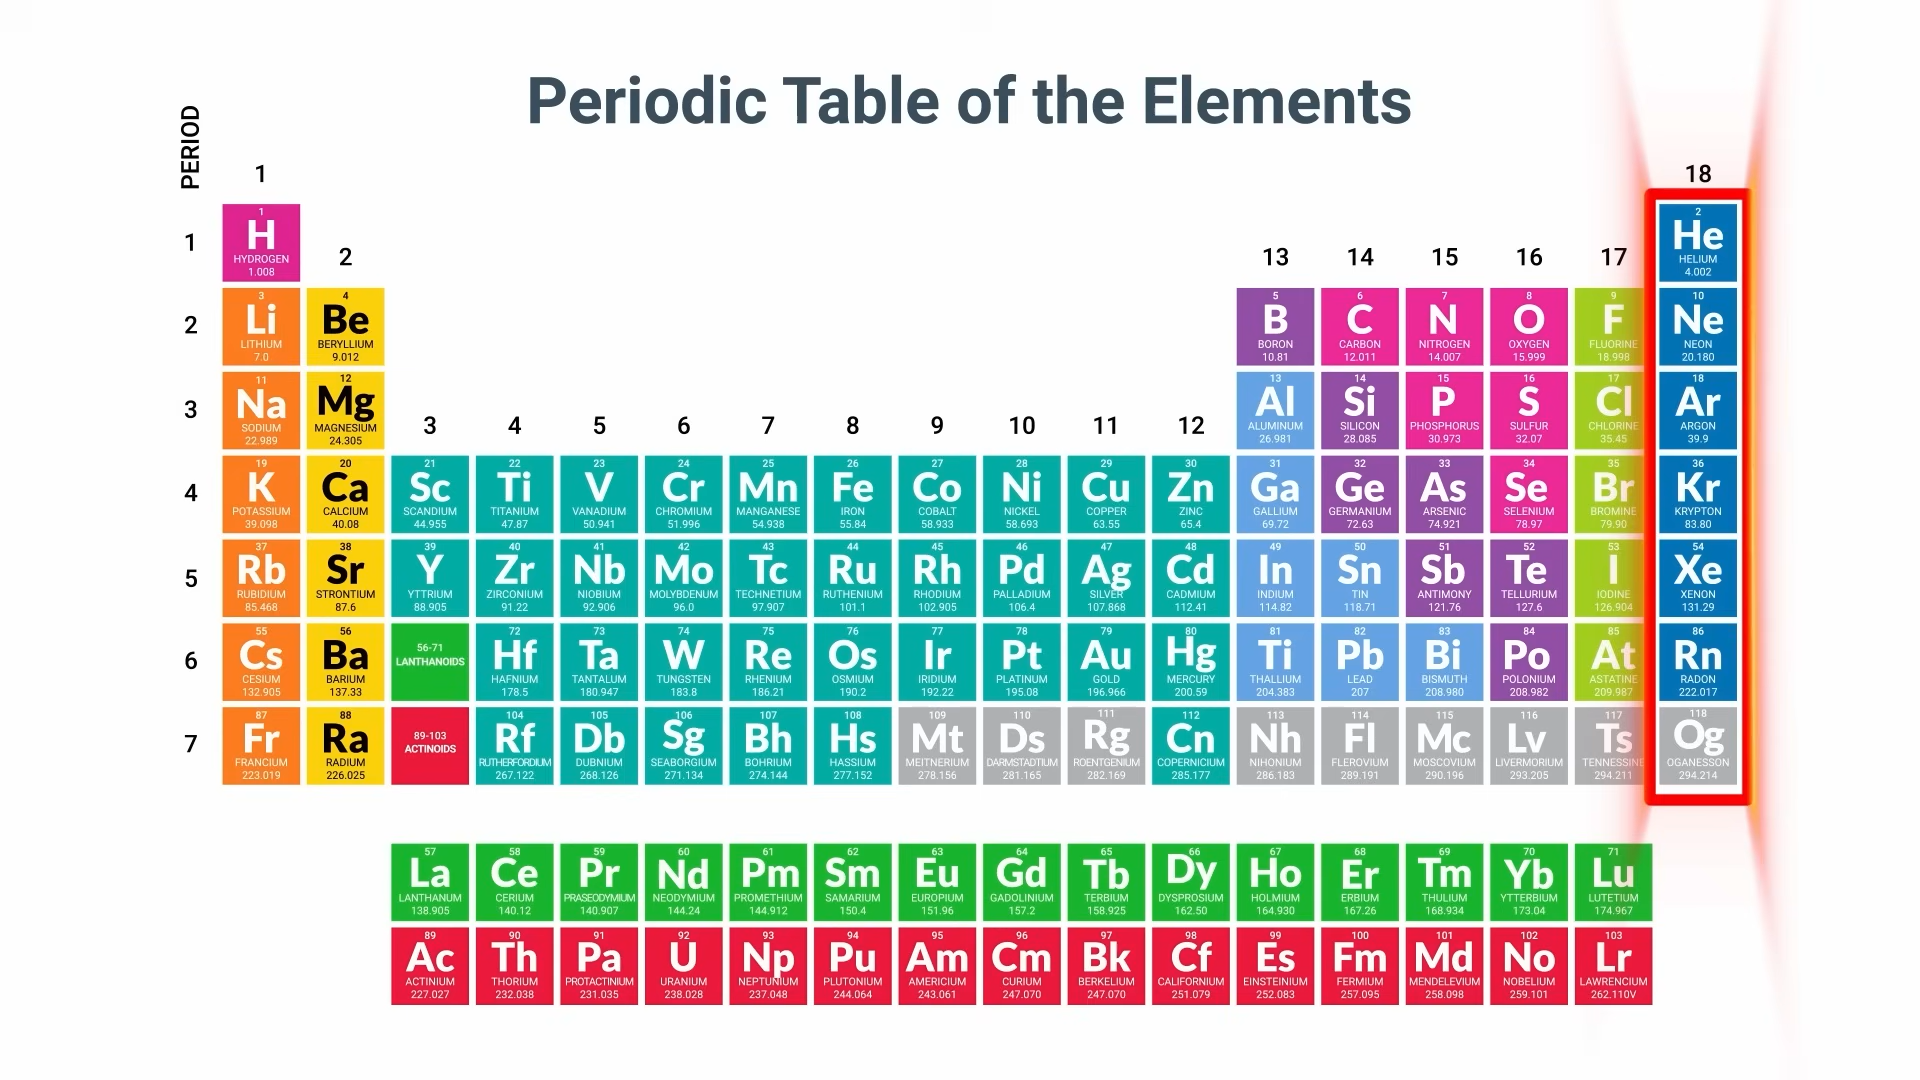 Periodic Table of the Elements
PERIOD
1
18
1
1
H
HYDROGEN
1.008
2
He
HELIUM
4.002
2
13
14
15
16
17
2
3
Li
LITHIUM
7.0
4
Be
BERYLLIUM
9.012
5
B
BORON
10.81
6
C
CARBON
12.011
7
N
NITROGEN
14.007
8
O
OXYGEN
15.999
9
F
FLUORINE
18.998
10
Ne
NEON
20.180
3
11
Na
SODIUM
22.989
12
Mg
MAGNESIUM
24.305
3
4
5
6
7
8
9
10
11
12
13
Al
ALUMINUM
26.981
14
Si
SILICON
28.085
15
P
PHOSPHORUS
30.973
16
S
SULFUR
32.07
17
Cl
CHLORINE
35.45
18
Ar
ARGON
39.9
4
19
K
POTASSIUM
39.098
20
Ca
CALCIUM
40.08
21
Sc
SCANDIUM
44.955
22
Ti
TITANIUM
47.87
23
V
VANADIUM
50.941
24
Cr
CHROMIUM
51.996
25
Mn
MANGANESE
54.938
26
Fe
IRON
55.84
27
Co
COBALT
58.933
28
Ni
NICKEL
58.693
29
Cu
COPPER
63.55
30
Zn
ZINC
65.4
31
Ga
GALLIUM
69.72
32
Ge
GERMANIUM
72.63
33
As
ARSENIC
74.921
34
Se
SELENIUM
78.97
35
Br
BROMINE
79.90
36
Kr
KRYPTON
83.80
5
37
Rb
RUBIDIUM
85.468
38
Sr
STRONTIUM
87.6
39
Y
YTTRIUM
88.905
40
Zr
ZIRCONIUM
91.22
41
Nb
NIOBIUM
92.906
42
Mo
MOLYBDENUM
96.0
43
Tc
TECHNETIUM
97.907
44
Ru
RUTHENIUM
101.1
45
Rh
RHODIUM
102.905
46
Pd
PALLADIUM
106.4
47
Ag
SILVER
107.868
48
Cd
CADMIUM
112.41
49
In
INDIUM
114.82
50
Sn
TIN
118.71
51
Sb
ANTIMONY
121.76
52
Te
TELLURIUM
127.6
53
I
IODINE
126.904
54
Xe
XENON
131.29
6
55
Cs
CESIUM
132.905
56
Ba
BARIUM
137.33
56-71
LANTHANOIDS
72
Hf
HAFNIUM
178.5
73
Ta
TANTALUM
180.947
74
W
TUNGSTEN
183.8
75
Re
RHENIUM
186.21
76
Os
OSMIUM
190.2
77
Ir
IRIDIUM
192.22
78
Pt
PLATINUM
195.08
79
Au
GOLD
196.966
80
Hg
MERCURY
200.59
81
Ti
THALLIUM
204.383
82
Pb
LEAD
207
83
Bi
BISMUTH
208.980
84
Po
POLONIUM
208.982
85
At
ASTATINE
209.987
86
Rn
RADON
222.017
7
87
Fr
FRANCIUM
223.019
88
Ra
RADIUM
226.025
89-103
ACTINOIDS
104
Rf
RUTHERFORDIUM
267.122
105
Db
DUBNIUM
268.126
106
Sg
SEABORGIUM
271.134
107
Bh
BOHRIUM
274.144
108
Hs
HASSIUM
277.152
109
Mt
MEITNERIUM
278.156
110
Ds
DARMSTADTIUM
281.165
111
Rg
ROENTGENIUM
282.169
112
Cn
COPERNICIUM
285.177
113
Nh
NIHONIUM
286.183
114
Fl
FLEROVIUM
289.191
115
Mc
MOSCOVIUM
290.196
116
Lv
LIVERMORIUM
293.205
117
Ts
TENNESSINE
294.211
118
Og
OGANESSON
294.214
57
La
LANTHANUM
138.905
58
Ce
CERIUM
140.12
59
Pr
PRASEODYMIUM
140.907
60
Nd
NEODYMIUM
144.24
61
Pm
PROMETHIUM
144.912
62
Sm
SAMARIUM
150.4
63
Eu
EUROPIUM
151.96
64
Gd
GADOLINIUM
157.2
65
Tb
TERBIUM
158.925
66
Dy
DYSPROSIUM
162.50
67
Ho
HOLMIUM
164.930
68
Er
ERBIUM
167.26
69
Tm
THULIUM
168.934
70
Yb
YTTERBIUM
173.04
71
Lu
LUTETIUM
174.967
89
Ac
ACTINIUM
227.027
90
Th
THORIUM
232.038
91
Pa
PROTACTINIUM
231.035
92
U
URANIUM
238.028
93
Np
NEPTUNIUM
237.048
94
Pu
PLUTONIUM
244.064
95
Am
AMERICIUM
243.061
96
Cm
CURIUM
247.070
97
Bk
BERKELIUM
247.070
98
Cf
CALIFORNIUM
251.079
99
Es
EINSTEINIUM
252.083
100
Fm
FERMIUM
257.095
101
Md
MENDELEVIUM
258.098
102
No
NOBELIUM
259.101
103
Lr
LAWRENCIUM
262.110V